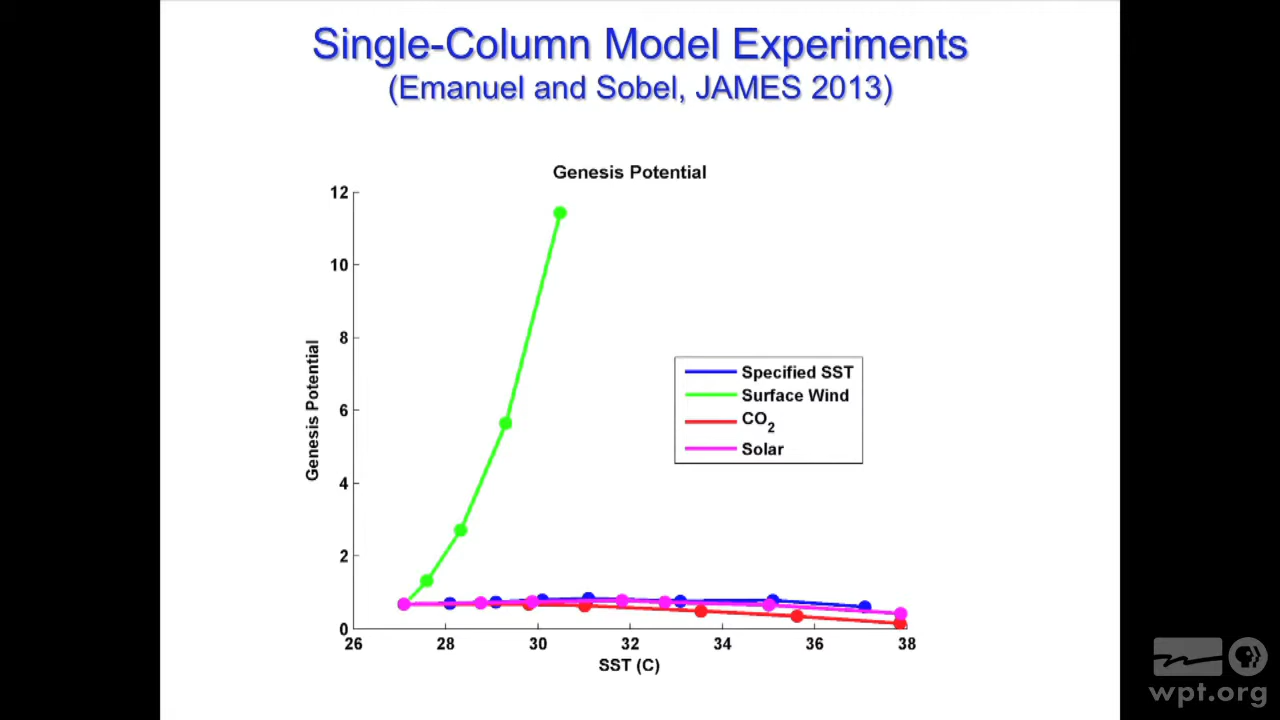 Single-Column Model Experiments
(Emanuel and Sobel, JAMES 2013)
Genesis Potential
12
10
8
6
4
2
0
Genesis Potential
26 28 30 32 34 36 38
SST (C)
Specified SST
Surface Wind
CO2
Solar
wpt.org